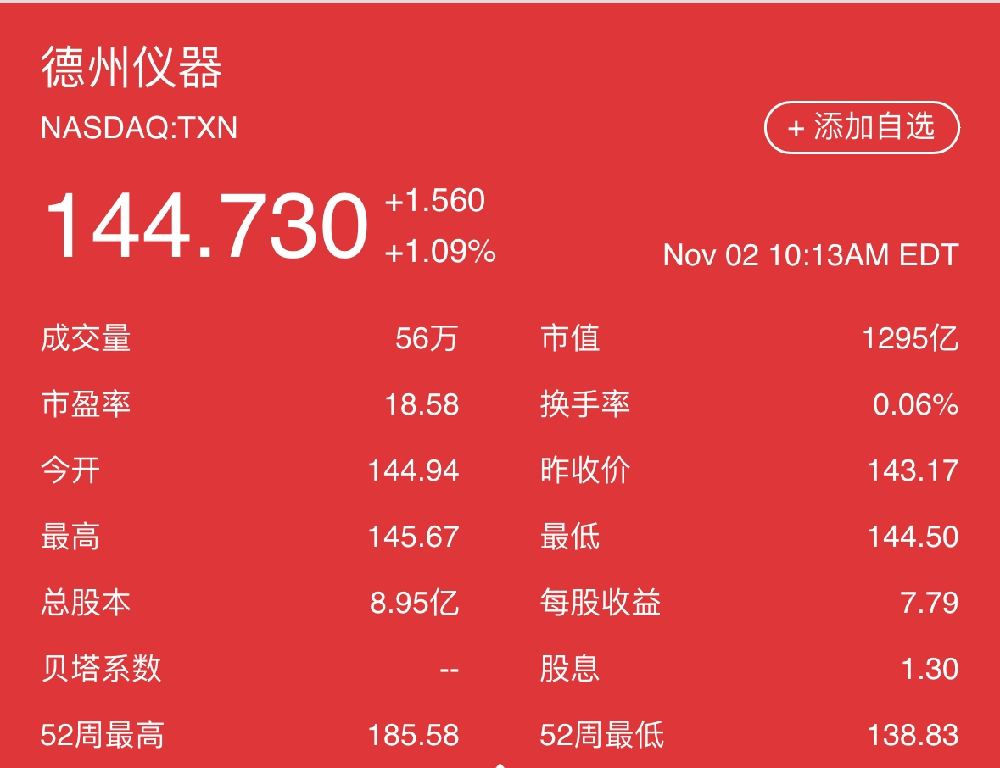 德州仪器
NASDAQ:TXN
+ 添加自选
144.730
+1.560
+1.09%
Nov 02 10:13AM EDT
成交量 56万 市值 1295亿
市盈率 18.58 换手率 0.06%
今开 144.94 昨收价 143.17
最高 145.67 最低 144.50
总股本 8.95亿 每股收益 7.79
贝塔系数 -- 股息 1.30
52周最高 185.58 52周最低 138.83